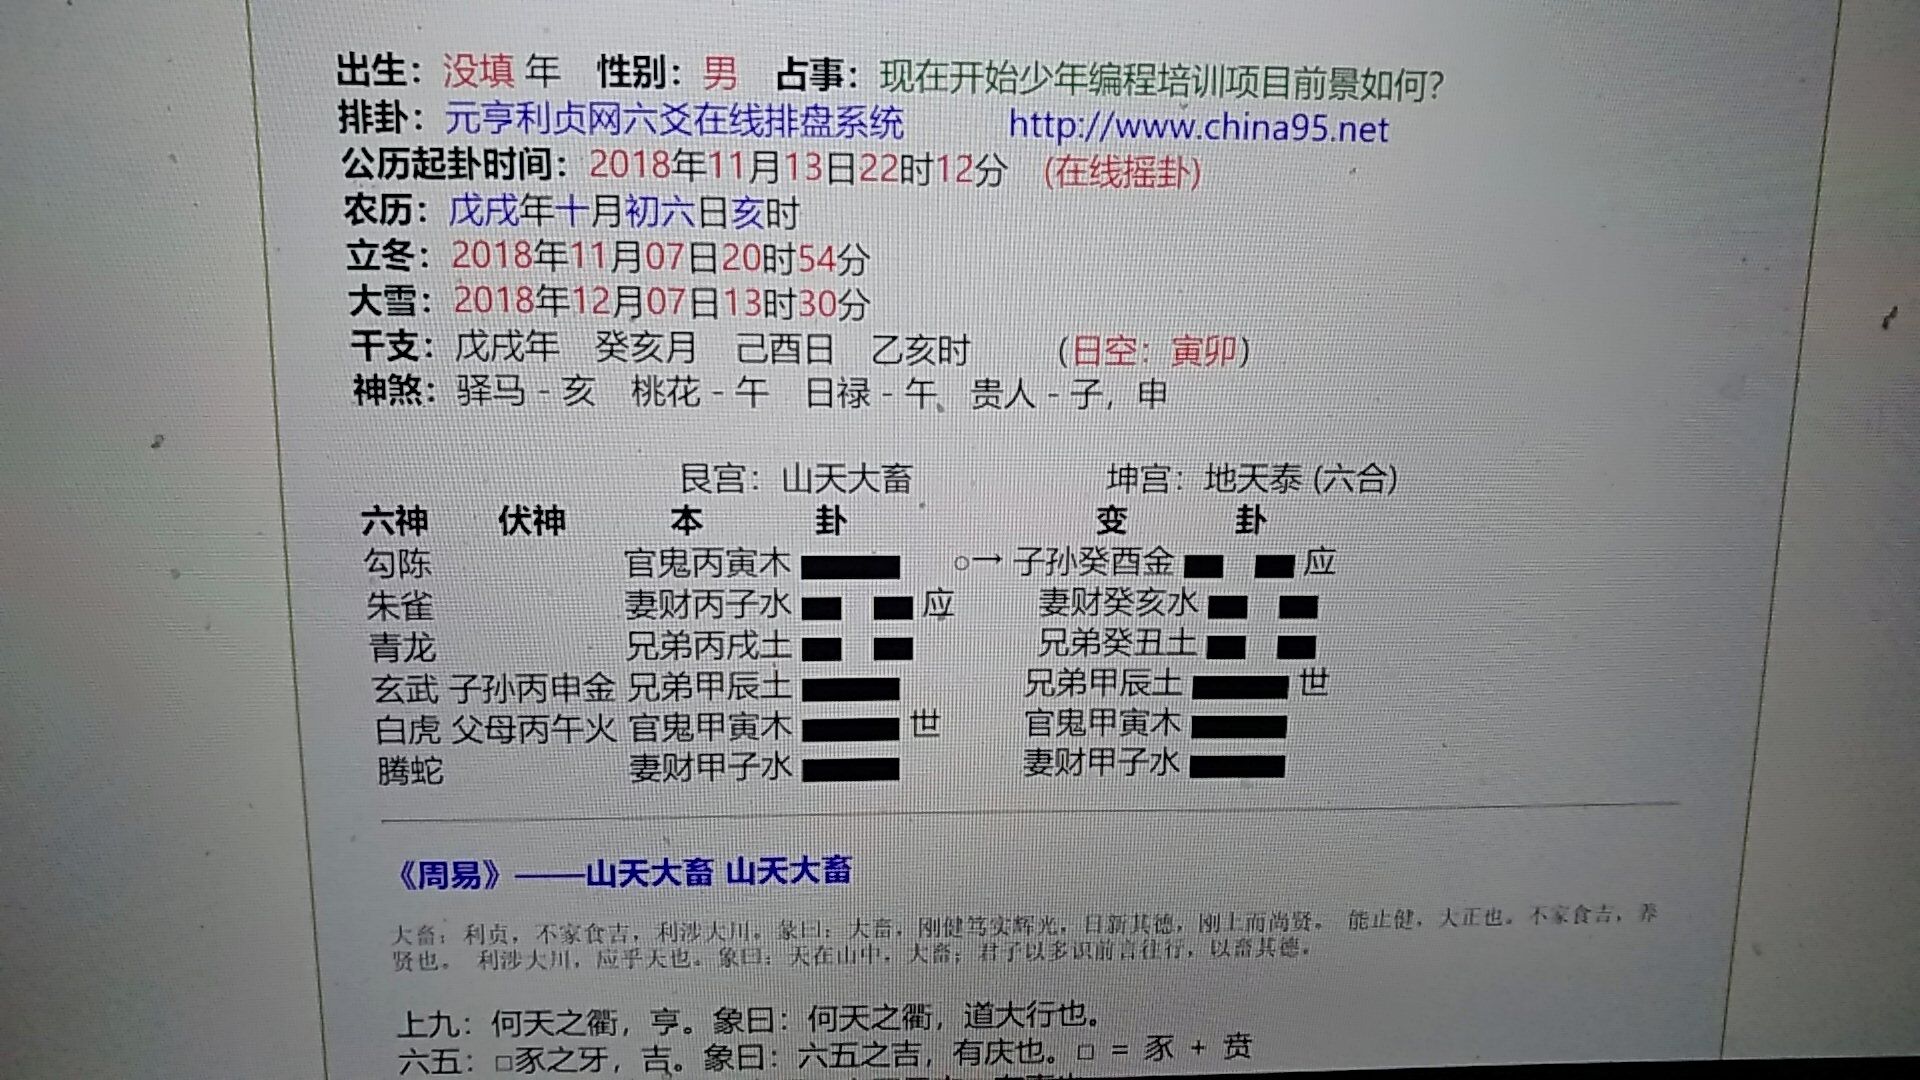 出生：没填 年 性别：男 占事：现在开始少年编程培训项目前景如何?
排卦：元亨利贞网六爻在线排盘系统 http://www.china95.net
公历起卦时间：2018年11月13日22时12分 (在线摇卦)
农历：戊戌年十月初六日亥时
立冬：2018年11月07日20时54分
大雪：2018年12月07日13时30分
干支：戊戌年 癸亥月 己酉日 乙亥时 (日空：寅卯)
神煞：驿马－亥 桃花－午 日禄－午、贵人－子，申
艮宫：山天大畜 坤宫：地天泰 (六合)
六神 伏神 本 卦 变 卦
勾陈 官鬼丙寅木 ○→ 子孙癸酉金 应
朱雀 妻财丙子水 应 妻财癸亥水
青龙 兄弟丙戌土 兄弟癸丑土
玄武 子孙丙申金 兄弟甲辰土 兄弟甲辰土 世
白虎 父母丙午火 官鬼甲寅木 世 官鬼甲寅木
腾蛇 妻财甲子水 妻财甲子水
《周易》——山天大畜 山天大畜
大畜：利贞，不家食吉，利涉大川。彖曰：大畜，刚健笃实辉光，日新其德，刚上而尚贤。 能止健，大正也。不家食吉，养
贤也。 利涉大川，应乎天也。象曰：天在山中，大畜；君子以多识前言往行，以畜其德。
上九：何天之衢，亨。象曰：何天之衢，道大行也。
六五：□豕之牙，吉。象曰：六五之吉，有庆也。□ = 豕 + 贲